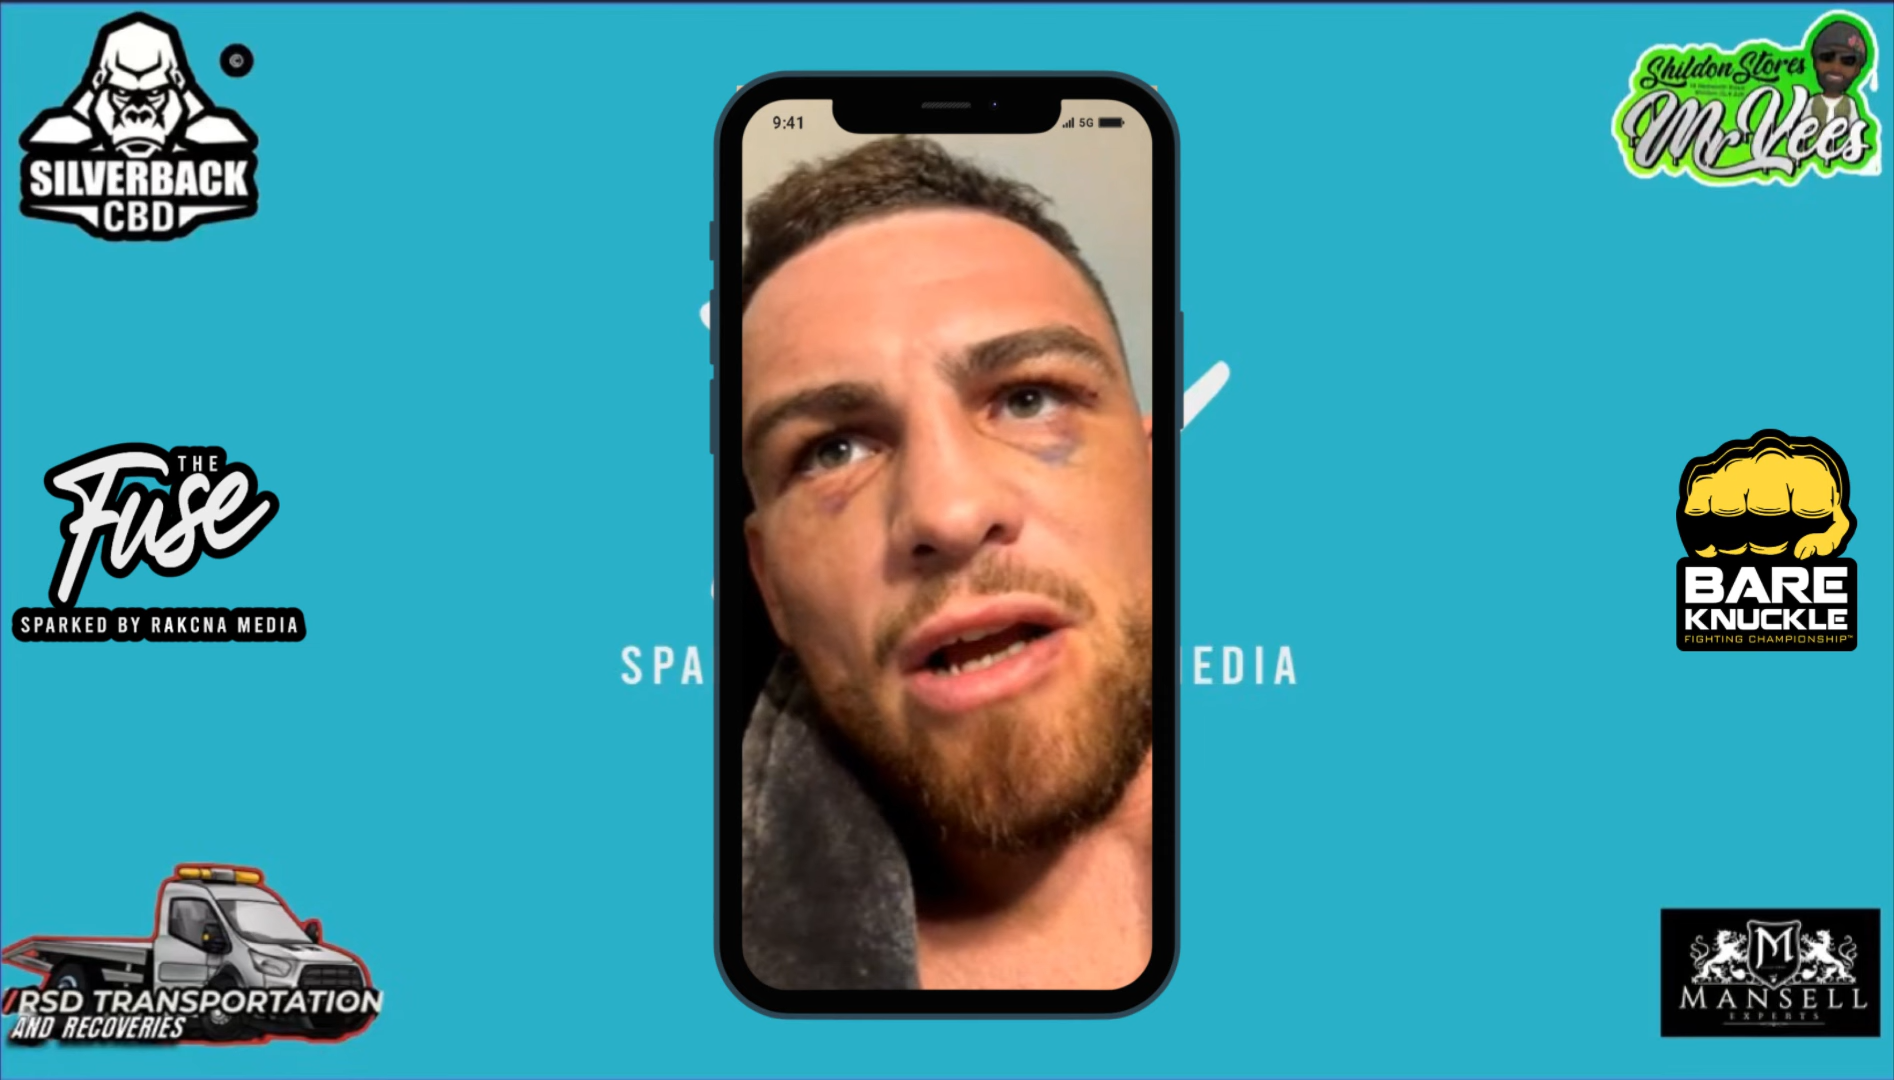 SILVERBACK
CBD
©
Shildon Stores
Mr Vees
9:41
5G
THE
Fuse
SPARKED BY RAKCNA MEDIA
SPA
EDIA
BARE
KNUCKLE
FIGHTING CHAMPIONSHIP™
RSD TRANSPORTATION
AND RECOVERIES
M
MANSELL
EXPERTS